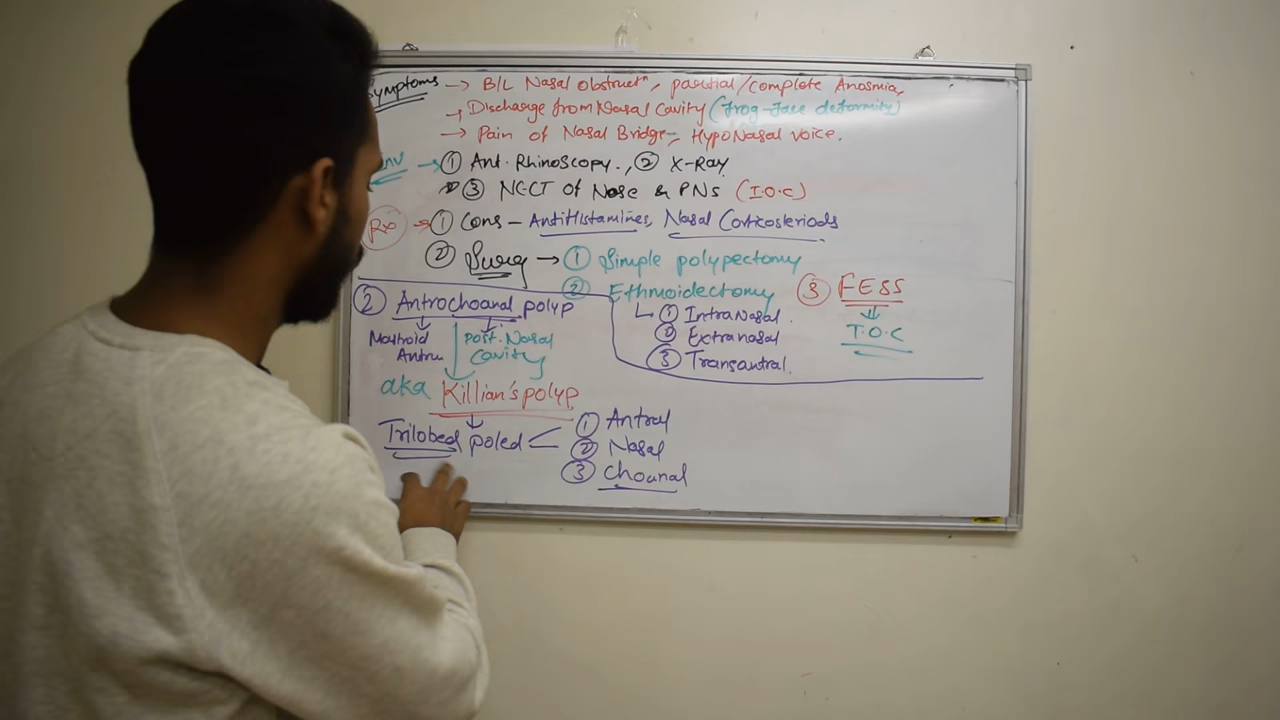 Symptoms → B/L Nasal obstructⁿ, partial/complete Anosmia,
→ Discharge from Nasal Cavity (Frog-Face deformity)
→ Pain of Nasal Bridge, HypoNasal voice.
Inv → ① Ant. Rhinoscopy., ② X-Ray
③ NCCT of Nose & PNS (I.O.C)
Rx → ① Cons – AntiHistamines, Nasal Corticosteriods
② Surg → ① Simple polypectomy
② Ethmoidectomy
③ FESS
① IntraNasal.
② Extranasal
③ Transantral.
T.O.C
② Antrochoanal polyp
Post. Nasal
Antrum
Cavity
aka Killian's polyp
Trilobed poled
① Antral
② Nasal
③ Choanal